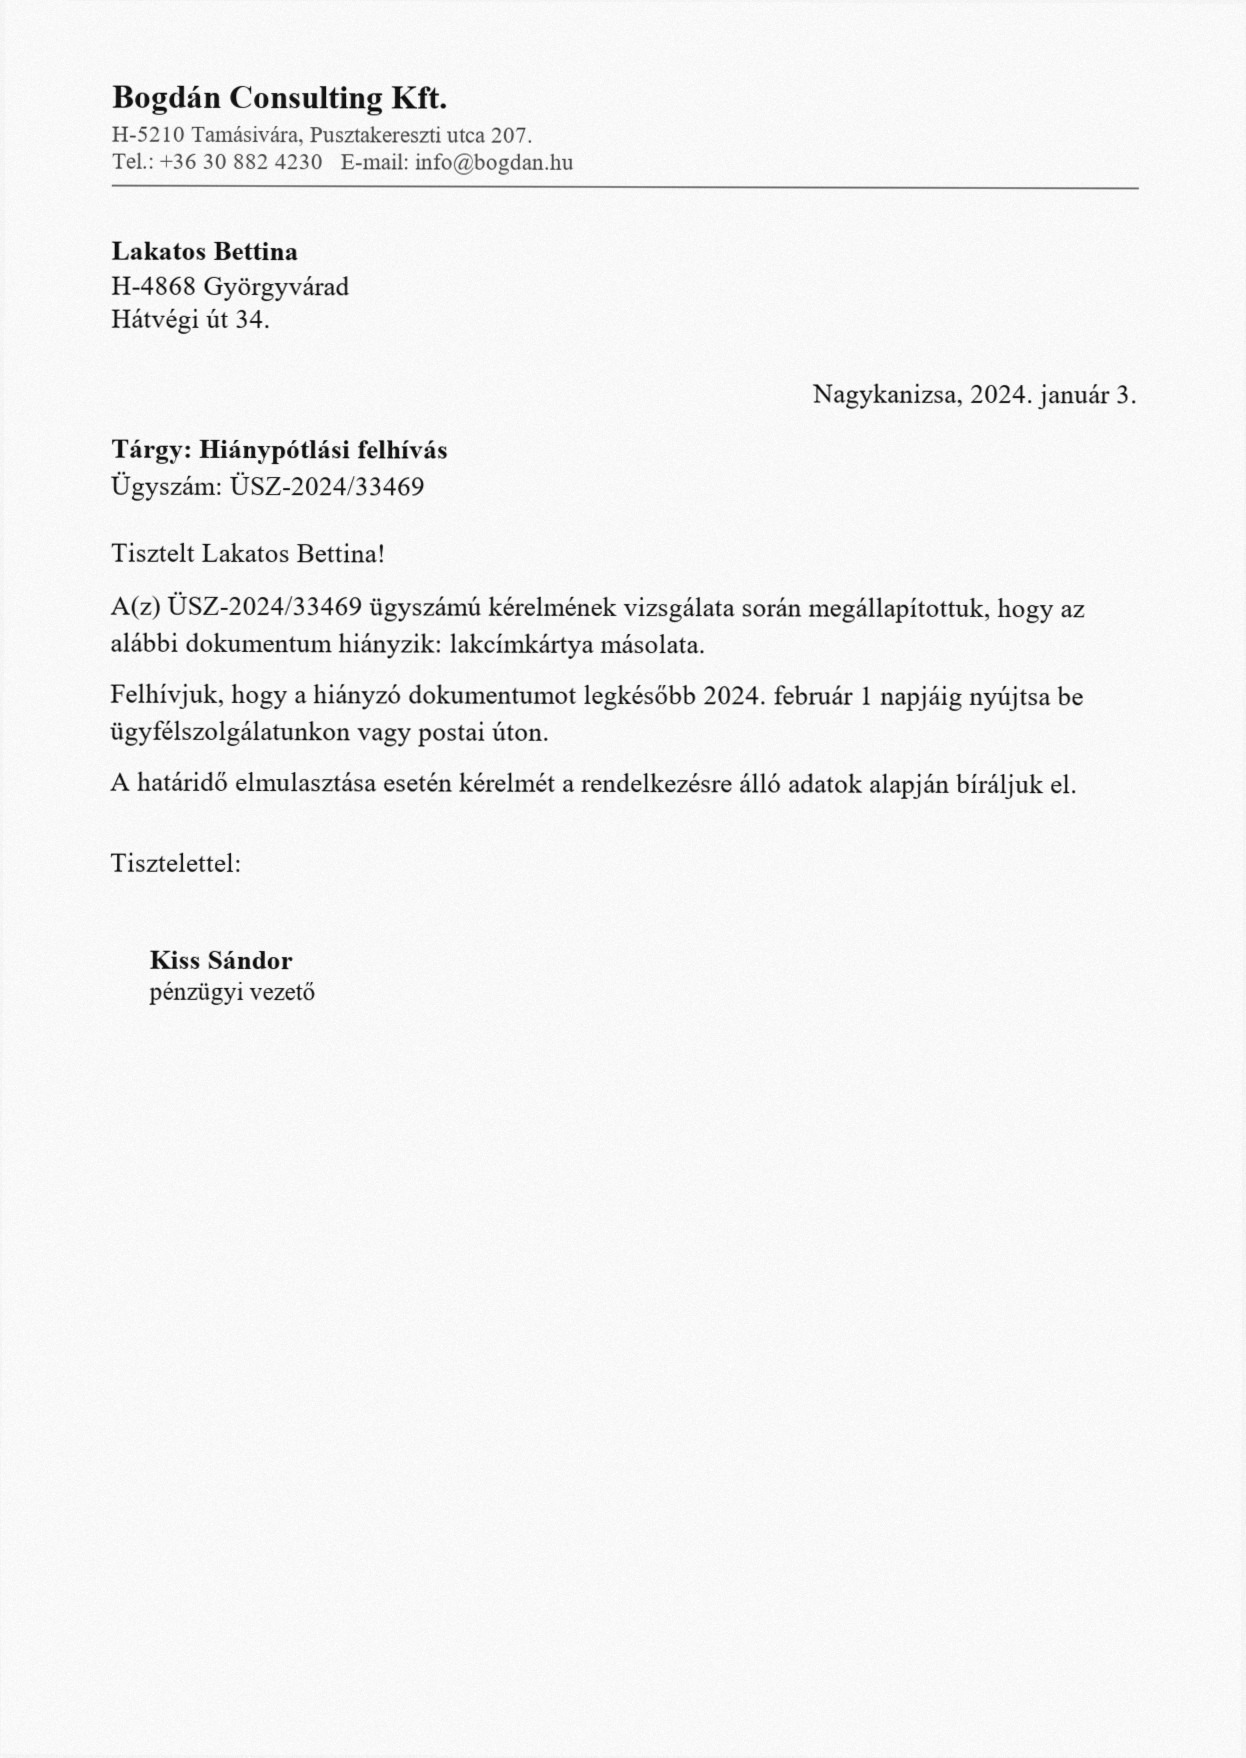 Bogdán Consulting Kft.
H-5210 Tamásivára, Pusztakereszti utca 207.
Tel.: +36 30 882 4230 E-mail: info@bogdan.hu
Lakatos Bettina
H-4868 Györgyvárad
Hátvégi út 34.
Nagykanizsa, 2024. január 3.
Tárgy: Hiánypótlási felhívás
Ügyszám: ÜSZ-2024/33469
Tisztelt Lakatos Bettina!
A(z) ÜSZ-2024/33469 ügyszámú kérelmének vizsgálata során megállapítottuk, hogy az
alábbi dokumentum hiányzik: lakcímkártya másolata.
Felhívjuk, hogy a hiányzó dokumentumot legkésőbb 2024. február 1 napjáig nyújtsa be
ügyfélszolgálatunkon vagy postai úton.
A határidő elmulasztása esetén kérelmét a rendelkezésre álló adatok alapján bíráljuk el.
Tisztelettel:
Kiss Sándor
pénzügyi vezető